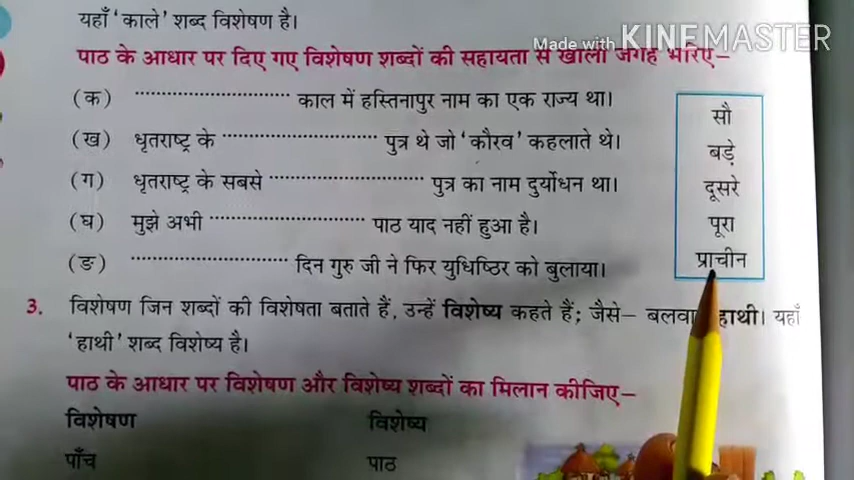 यहाँ 'काले' शब्द विशेषण है।
Made with KINEMASTER
पाठ के आधार पर दिए गए विशेषण शब्दों की सहायता से खाली जगह भरिए–
(क) ........................ काल में हस्तिनापुर नाम का एक राज्य था।
(ख) धृतराष्ट्र के ........................ पुत्र थे जो 'कौरव' कहलाते थे।
(ग) धृतराष्ट्र के सबसे ........................ पुत्र का नाम दुर्योधन था।
(घ) मुझे अभी ........................ पाठ याद नहीं हुआ है।
(ङ) ........................ दिन गुरु जी ने फिर युधिष्ठिर को बुलाया।
सौ
बड़े
दूसरे
पूरा
प्राचीन
3. विशेषण जिन शब्दों की विशेषता बताते हैं, उन्हें विशेष्य कहते हैं; जैसे– हाथी। यहाँ
'हाथी' शब्द विशेष्य है।
पाठ के आधार पर विशेषण और विशेष्य शब्दों का मिलान कीजिए–
विशेषण विशेष्य
पाँच पाठ